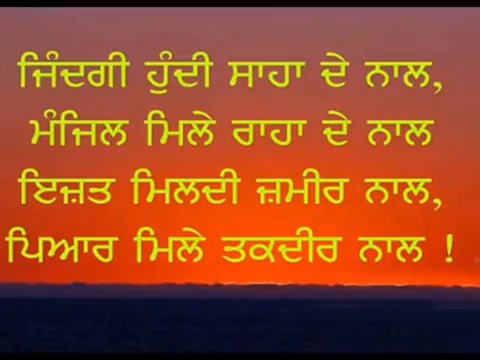 ਜਿੰਦਗੀ ਹੁੰਦੀ ਸਾਹਾ ਦੇ ਨਾਲ,
ਮੰਜਿਲ ਮਿਲੇ ਰਾਹਾ ਦੇ ਨਾਲ
ਇਜ਼ਤ ਮਿਲਦੀ ਜ਼ਮੀਰ ਨਾਲ,
ਪਿਆਰ ਮਿਲੇ ਤਕਦੀਰ ਨਾਲ !